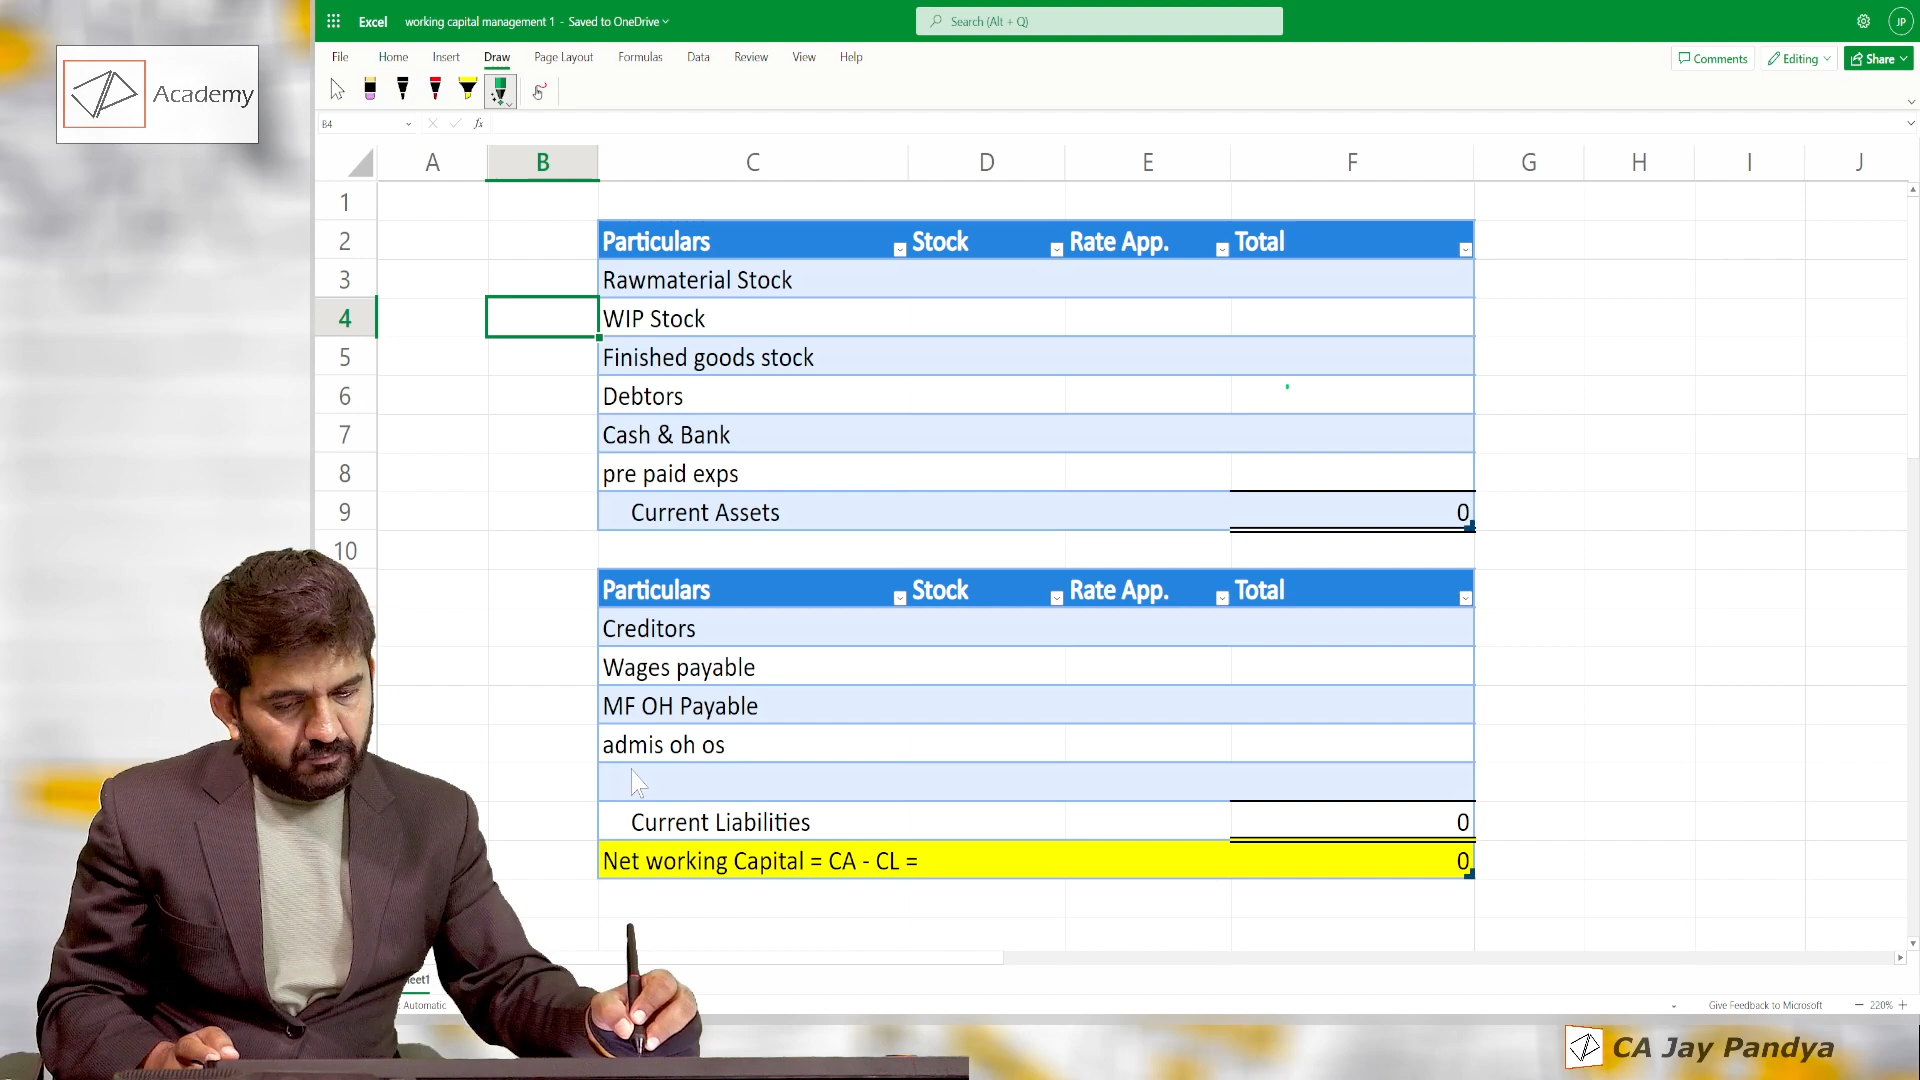 Academy
Excel working capital management 1 - Saved to OneDrive Search (Alt + Q) JP
File Home Insert Draw Page Layout Formulas Data Review View Help Comments Editing Share
B4 fx
A B C D E F G H I J
1
2 Particulars Stock Rate App. Total
3 Rawmaterial Stock
4 WIP Stock
5 Finished goods stock
6 Debtors
7 Cash & Bank
8 pre paid exps
9 Current Assets 0
10
Particulars Stock Rate App. Total
Creditors
Wages payable
MF OH Payable
admis oh os
Current Liabilities 0
Net working Capital = CA - CL = 0
eet1
: Automatic Give Feedback to Microsoft 220%
CA Jay Pandya